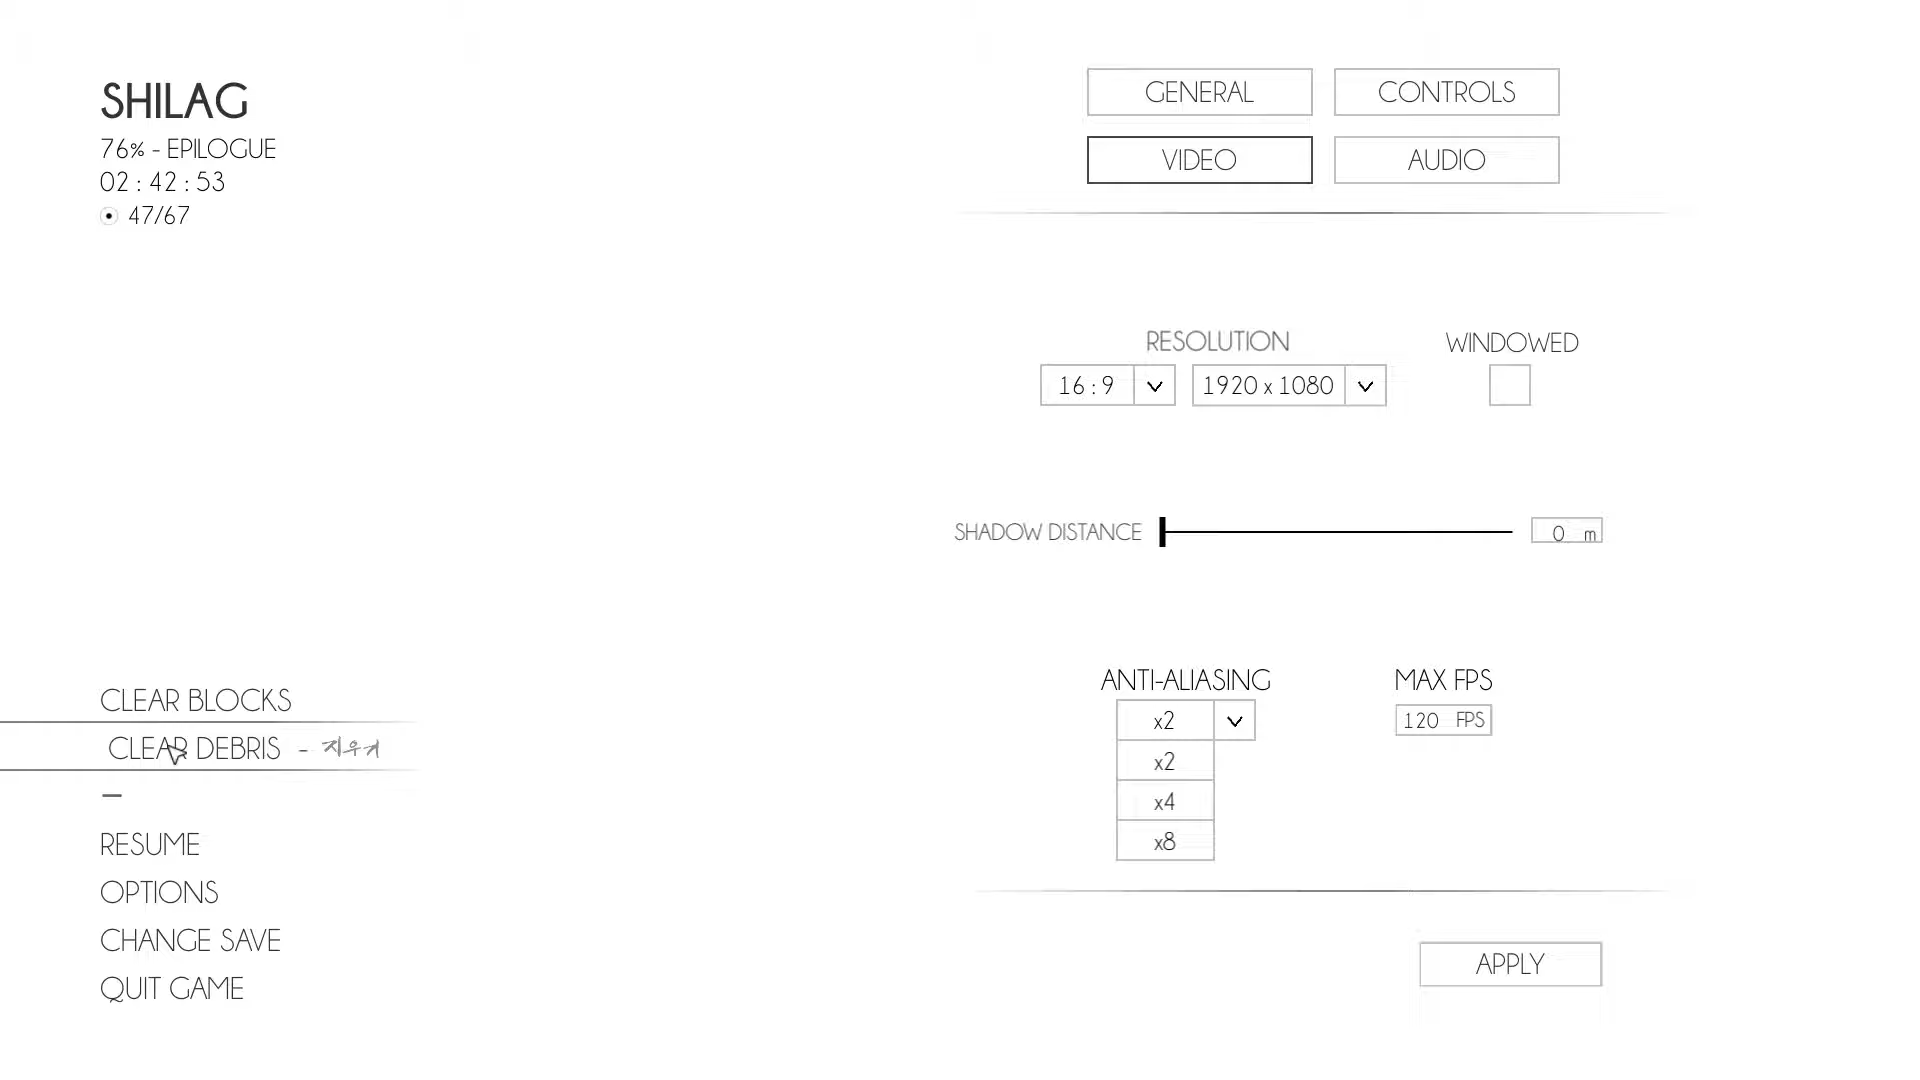 SHILAG
76% - EPILOGUE
02 : 42 : 53
47/67
CLEAR BLOCKS
CLEAR DEBRIS - 지우기
–
RESUME
OPTIONS
CHANGE SAVE
QUIT GAME
GENERAL
CONTROLS
VIDEO
AUDIO
RESOLUTION
WINDOWED
16 : 9
1920 x 1080
SHADOW DISTANCE
0 m
ANTI-ALIASING
MAX FPS
x2
120 FPS
x2
x4
x8
APPLY